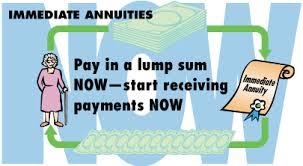 IMMEDIATE ANNUITIES
NOW
Pay in a lump sum
NOW—start receiving
payments NOW
Immediate
Annuity